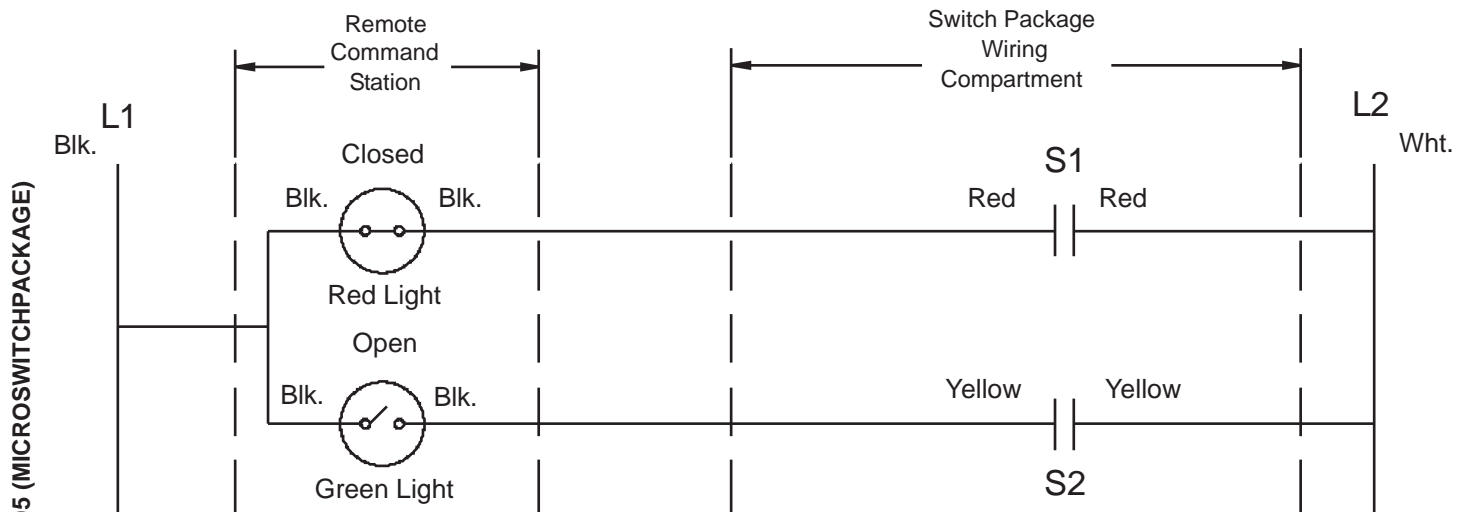 Remote
Command
Station
Switch Package
Wiring
Compartment
L1
Blk.
L2
Wht.
Closed
Blk.
Blk.
Red Light
S1
Red
Red
Open
Blk.
Blk.
Green Light
Yellow
Yellow
S2
(MICROSWITCHPACKAGE)